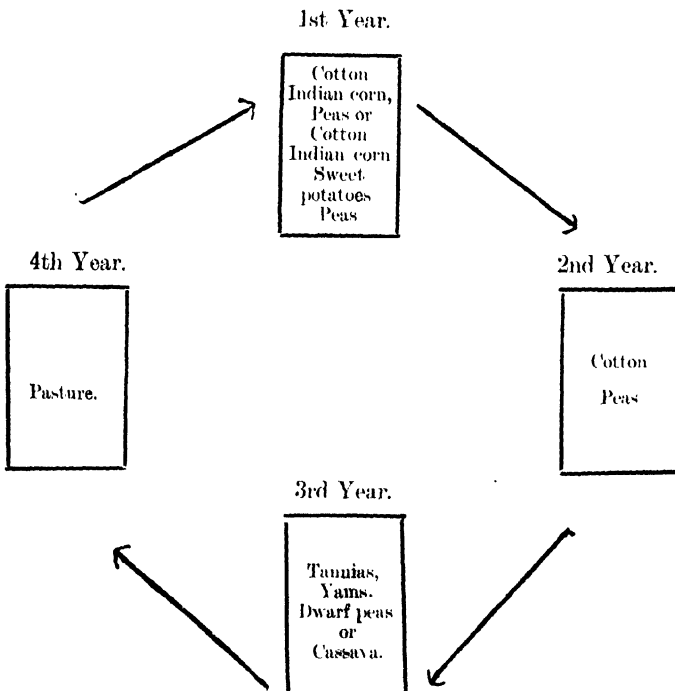 1st Year.
Cotton
Indian corn,
Peas or
Cotton
Indian corn
Sweet
potatoes
Peas
4th Year.
Pasture.
2nd Year.
Cotton
Peas
3rd Year.
Tannias,
Yams.
Dwarf peas
or
Cassava.